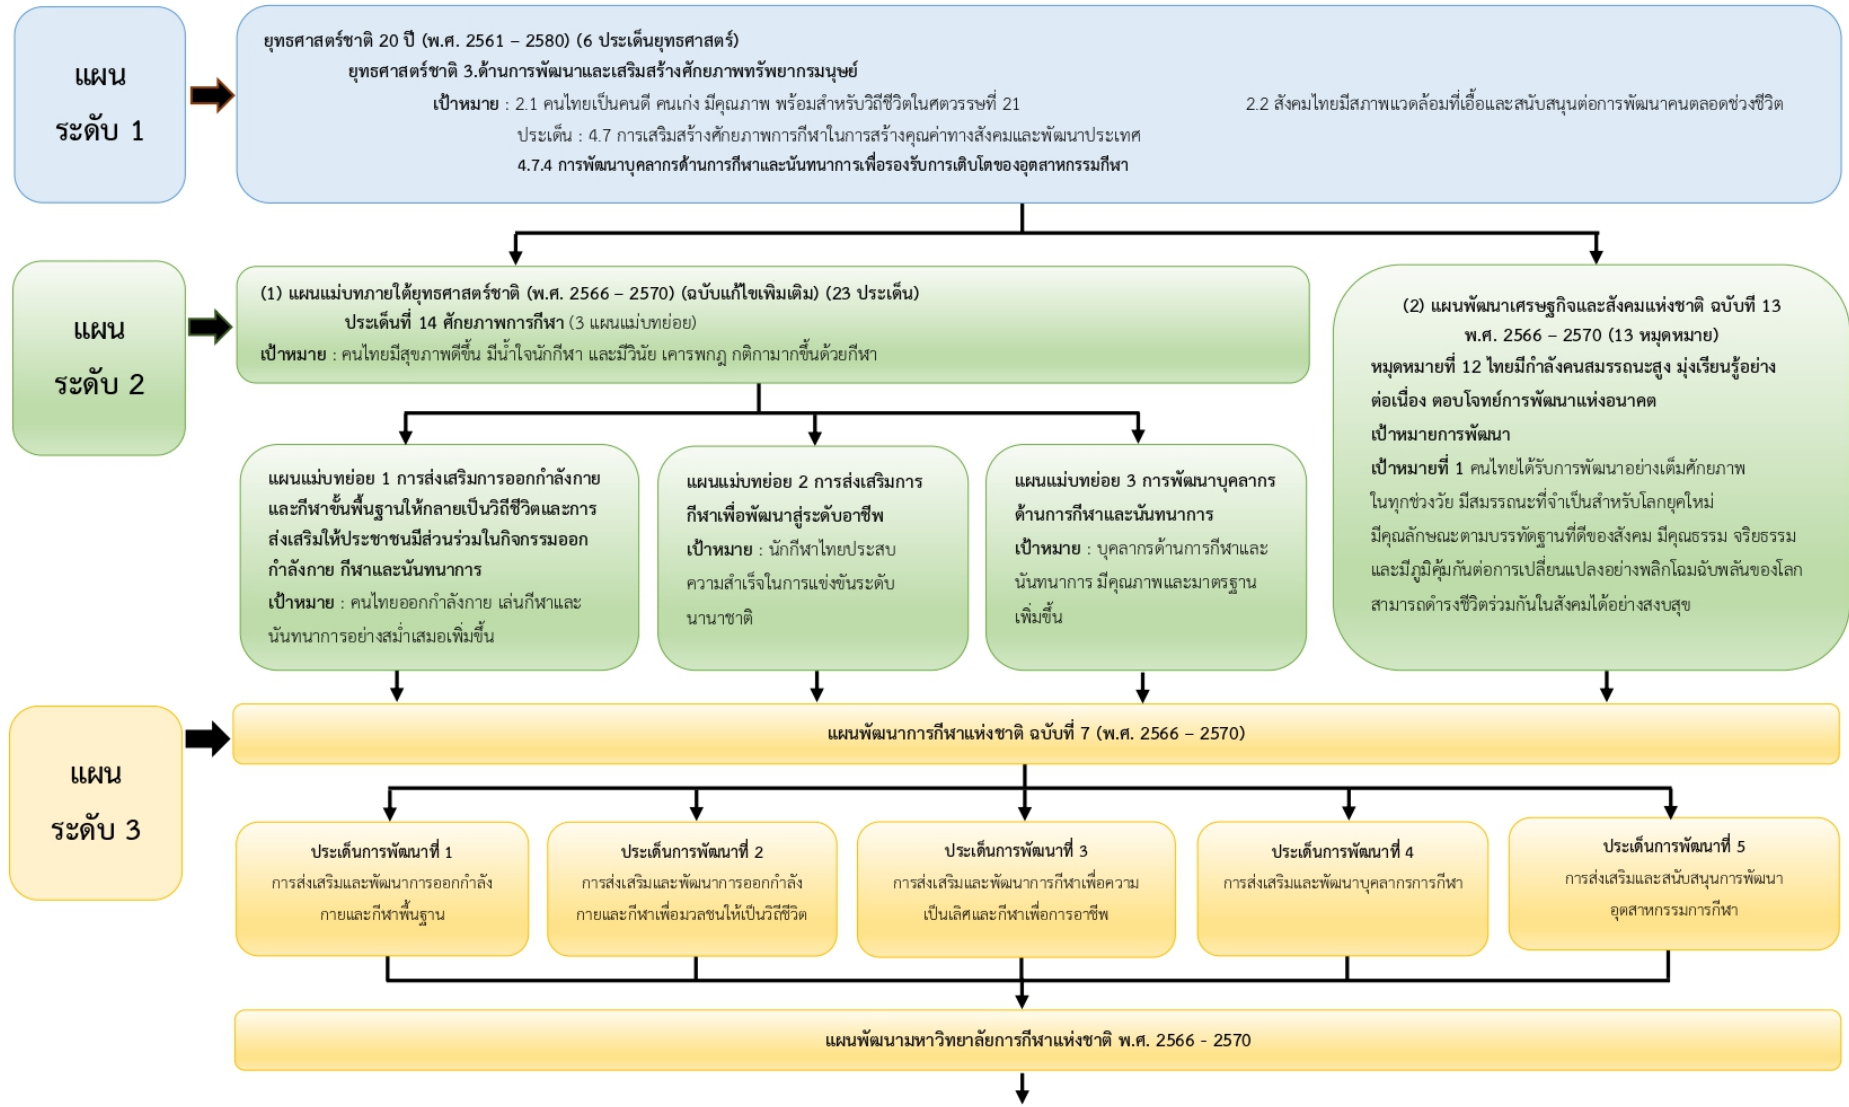 แผน
ระดับ 1
ยุทธศาสตร์ชาติ 20 ปี (พ.ศ. 2561 – 2580) (6 ประเด็นยุทธศาสตร์)
ยุทธศาสตร์ชาติ 3.ด้านการพัฒนาและเสริมสร้างศักยภาพทรัพยากรมนุษย์
เป้าหมาย : 2.1 คนไทยเป็นคนดี คนเก่ง มีคุณภาพ พร้อมสำหรับวิถีชีวิตในศตวรรษที่ 21 2.2 สังคมไทยมีสภาพแวดล้อมที่เอื้อและสนับสนุนต่อการพัฒนาคนตลอดช่วงชีวิต
ประเด็น : 4.7 การเสริมสร้างศักยภาพการกีฬาในการสร้างคุณค่าทางสังคมและพัฒนาประเทศ
4.7.4 การพัฒนาบุคลากรด้านการกีฬาและนันทนาการเพื่อรองรับการเติบโตของอุตสาหกรรมกีฬา
แผน
ระดับ 2
(1) แผนแม่บทภายใต้ยุทธศาสตร์ชาติ (พ.ศ. 2566 – 2570) (ฉบับแก้ไขเพิ่มเติม) (23 ประเด็น)
ประเด็นที่ 14 ศักยภาพการกีฬา (3 แผนแม่บทย่อย)
เป้าหมาย : คนไทยมีสุขภาพดีขึ้น มีน้ำใจนักกีฬา และมีวินัย เคารพกฎ กติกามากขึ้นด้วยกีฬา
(2) แผนพัฒนาเศรษฐกิจและสังคมแห่งชาติ ฉบับที่ 13
พ.ศ. 2566 – 2570 (13 หมุดหมาย)
หมุดหมายที่ 12 ไทยมีกำลังคนสมรรถนะสูง มุ่งเรียนรู้อย่าง
ต่อเนื่อง ตอบโจทย์การพัฒนาแห่งอนาคต
เป้าหมายการพัฒนา
เป้าหมายที่ 1 คนไทยได้รับการพัฒนาอย่างเต็มศักยภาพ
ในทุกช่วงวัย มีสมรรถนะที่จำเป็นสำหรับโลกยุคใหม่
มีคุณลักษณะตามบรรทัดฐานที่ดีของสังคม มีคุณธรรม จริยธรรม
และมีภูมิคุ้มกันต่อการเปลี่ยนแปลงอย่างพลิกโฉมฉับพลันของโลก
สามารถดำรงชีวิตร่วมกันในสังคมได้อย่างสงบสุข
แผนแม่บทย่อย 1 การส่งเสริมการออกกำลังกาย
และกีฬาขั้นพื้นฐานให้กลายเป็นวิถีชีวิตและการ
ส่งเสริมให้ประชาชนมีส่วนร่วมในกิจกรรมออก
กำลังกาย กีฬาและนันทนาการ
เป้าหมาย : คนไทยออกกำลังกาย เล่นกีฬาและ
นันทนาการอย่างสม่ำเสมอเพิ่มขึ้น
แผนแม่บทย่อย 2 การส่งเสริมการ
กีฬาเพื่อพัฒนาสู่ระดับอาชีพ
เป้าหมาย : นักกีฬาไทยประสบ
ความสำเร็จในการแข่งขันระดับ
นานาชาติ
แผนแม่บทย่อย 3 การพัฒนาบุคลากร
ด้านการกีฬาและนันทนาการ
เป้าหมาย : บุคลากรด้านการกีฬาและ
นันทนาการ มีคุณภาพและมาตรฐาน
เพิ่มขึ้น
แผน
ระดับ 3
แผนพัฒนาการกีฬาแห่งชาติ ฉบับที่ 7 (พ.ศ. 2566 – 2570)
ประเด็นการพัฒนาที่ 1
การส่งเสริมและพัฒนาการออกกำลัง
กายและกีฬาพื้นฐาน
ประเด็นการพัฒนาที่ 2
การส่งเสริมและพัฒนาการออกกำลัง
กายและกีฬาเพื่อมวลชนให้เป็นวิถีชีวิต
ประเด็นการพัฒนาที่ 3
การส่งเสริมและพัฒนาการกีฬาเพื่อความ
เป็นเลิศและกีฬาเพื่อการอาชีพ
ประเด็นการพัฒนาที่ 4
การส่งเสริมและพัฒนาบุคลากรการกีฬา
ประเด็นการพัฒนาที่ 5
การส่งเสริมและสนับสนุนการพัฒนา
อุตสาหกรรมการกีฬา
แผนพัฒนามหาวิทยาลัยการกีฬาแห่งชาติ พ.ศ. 2566 - 2570